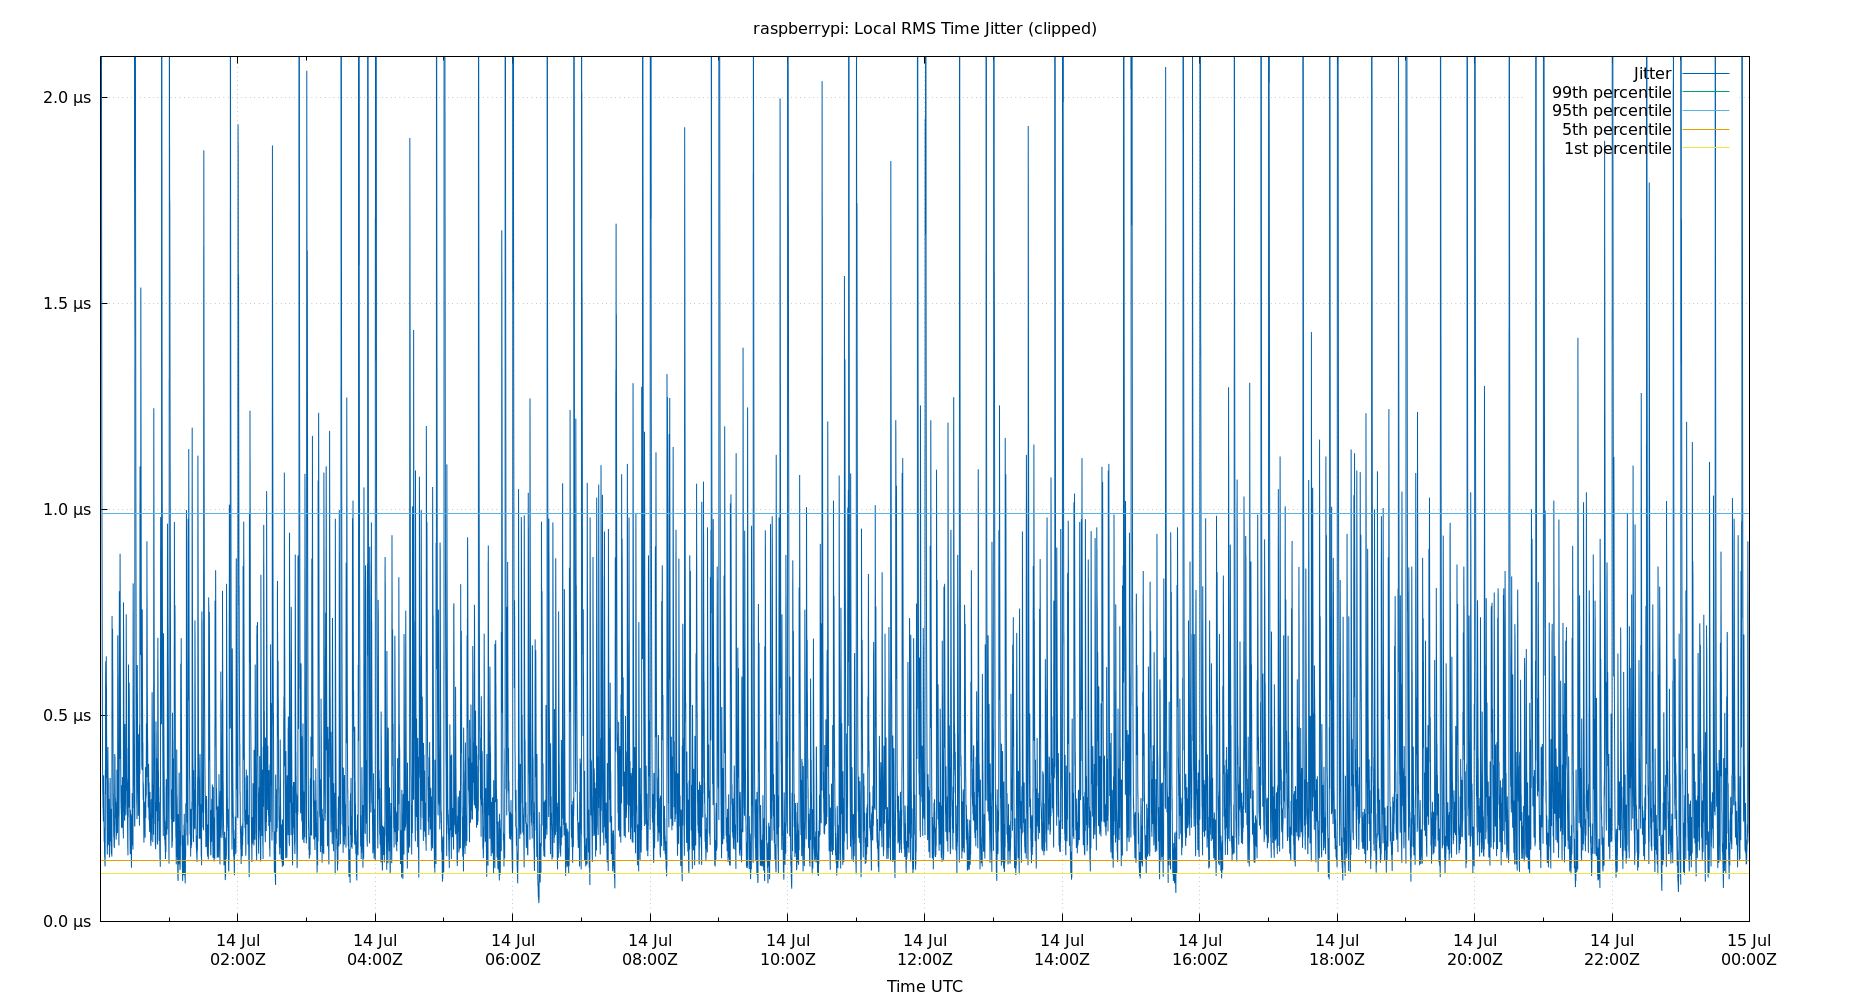 raspberrypi: Local RMS Time Jitter (clipped)
2.0 µs
1.5 µs
1.0 µs
0.5 µs
0.0 µs
Jitter
99th percentile
95th percentile
5th percentile
1st percentile
14 Jul 02:00Z
14 Jul 04:00Z
14 Jul 06:00Z
14 Jul 08:00Z
14 Jul 10:00Z
14 Jul 12:00Z
14 Jul 14:00Z
14 Jul 16:00Z
14 Jul 18:00Z
14 Jul 20:00Z
14 Jul 22:00Z
15 Jul 00:00Z
Time UTC